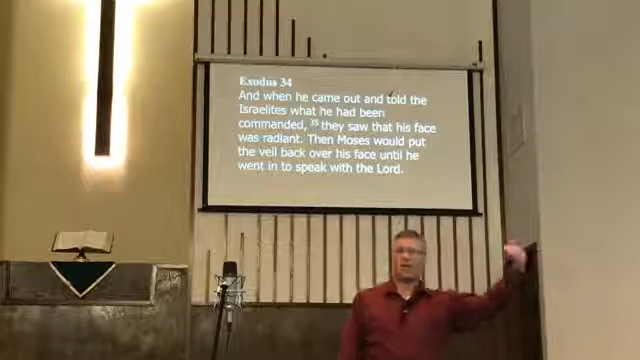 Exodus 34
And when he came out and told the
Israelites what he had been
commanded, 35 they saw that his face
was radiant. Then Moses would put
the veil back over his face until he
went in to speak with the Lord.